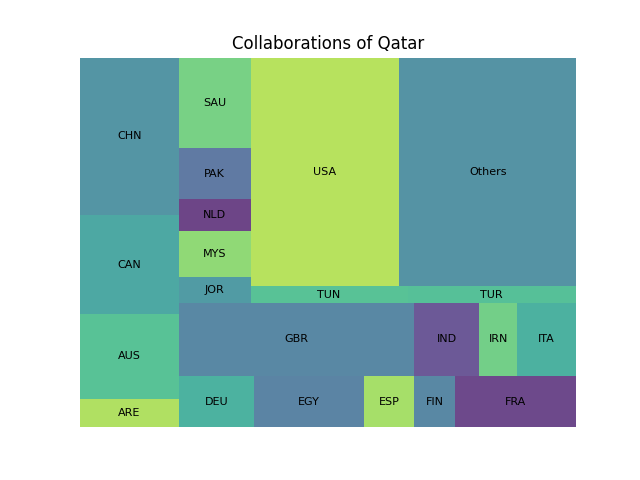 Collaborations of Qatar
CHN
SAU
USA
Others
PAK
NLD
MYS
CAN
JOR
TUN
TUR
GBR
IND
IRN
ITA
AUS
DEU
EGY
ESP
FIN
FRA
ARE